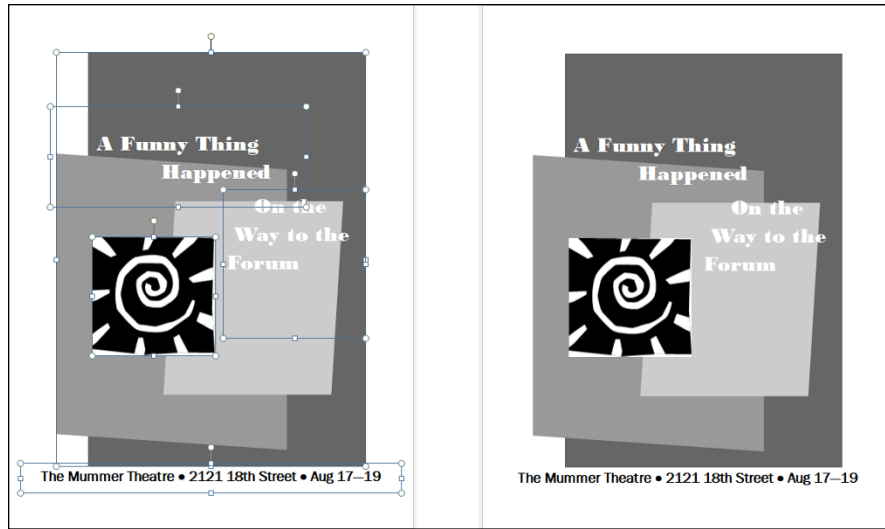 A Funny Thing
Happened
On the
Way to the
Forum
The Mummer Theatre • 2121 18th Street • Aug 17—19
A Funny Thing
Happened
On the
Way to the
Forum
The Mummer Theatre • 2121 18th Street • Aug 17—19